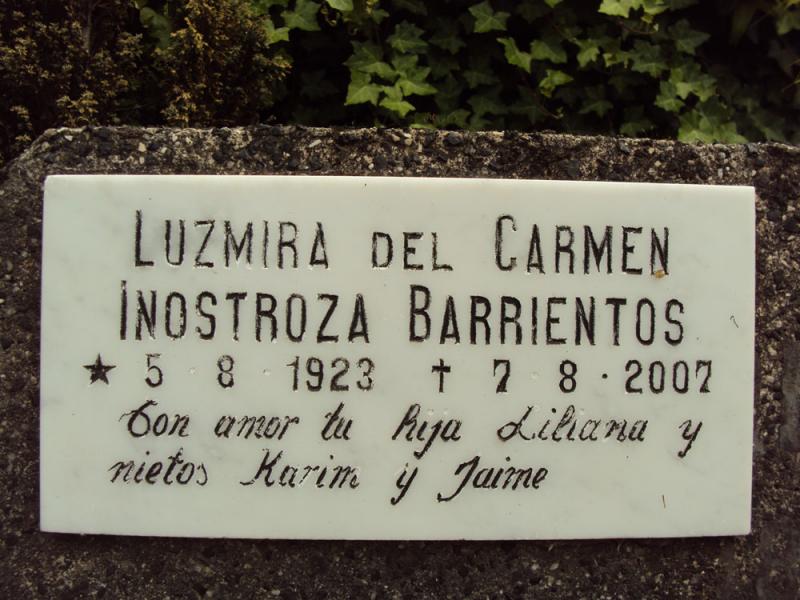 LUZMIRA DEL CARMEN
INOSTROZA BARRIENTOS
★ 5 · 8 · 1923 ✝ 7 · 8 · 2007
Con amor tu hija Liliana y
nietos Karim y Jaime